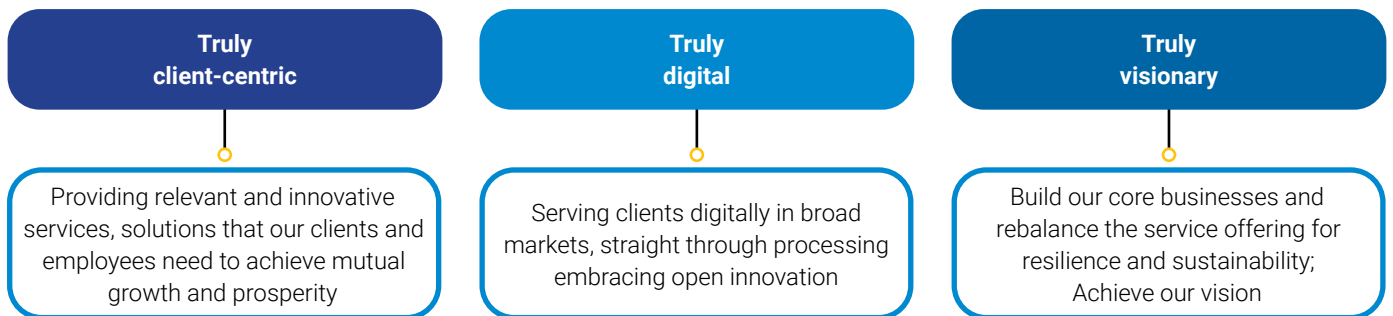 Truly
client-centric
Providing relevant and innovative
services, solutions that our clients and
employees need to achieve mutual
growth and prosperity
Truly
digital
Serving clients digitally in broad
markets, straight through processing
embracing open innovation
Truly
visionary
Build our core businesses and
rebalance the service offering for
resilience and sustainability;
Achieve our vision